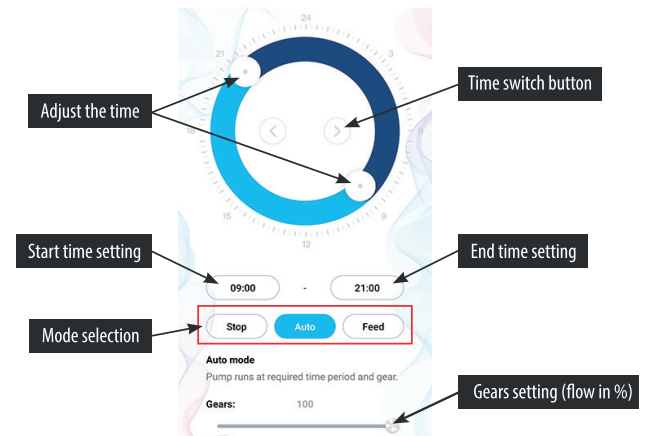 24
21
3
Time switch button
Adjust the time
18
6
15
9
12
Start time setting
End time setting
09:00 - 21:00
Stop Auto Feed
Mode selection
Auto mode
Pump runs at required time period and gear.
Gears setting (flow in %)
Gears: 100